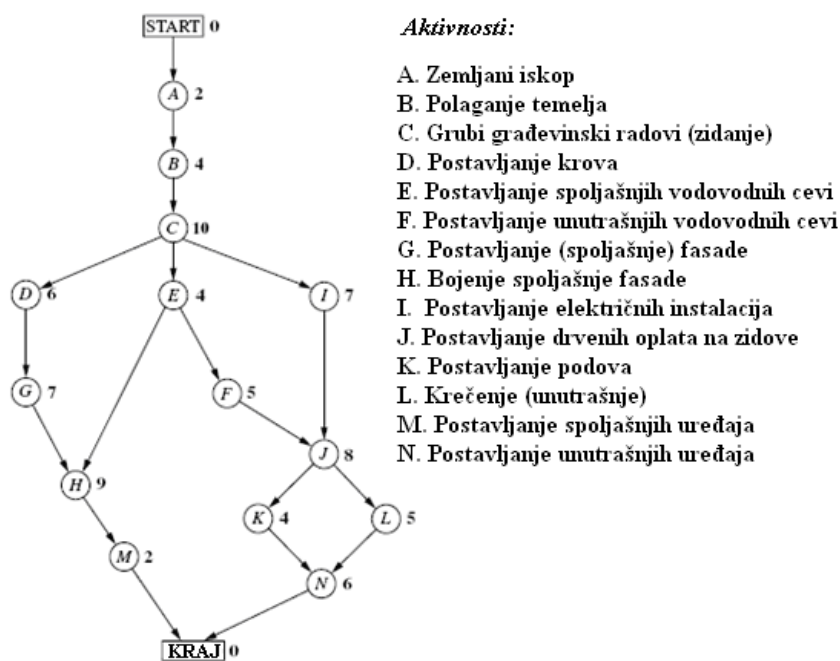 START 0
A 2
B 4
C 10
D 6
E 4
I 7
G 7
F 5
J 8
H 9
K 4
L 5
M 2
N 6
KRAJ 0
Aktivnosti:
A. Zemljani iskop
B. Polaganje temelja
C. Grubi građevinski radovi (zidanje)
D. Postavljanje krova
E. Postavljanje spoljašnjih vodovodnih cevi
F. Postavljanje unutrašnjih vodovodnih cevi
G. Postavljanje (spoljašnje) fasade
H. Bojenje spoljašnje fasade
I. Postavljanje električnih instalacija
J. Postavljanje drvenih oplata na zidove
K. Postavljanje podova
L. Krečenje (unutrašnje)
M. Postavljanje spoljašnjih uređaja
N. Postavljanje unutrašnjih uređaja